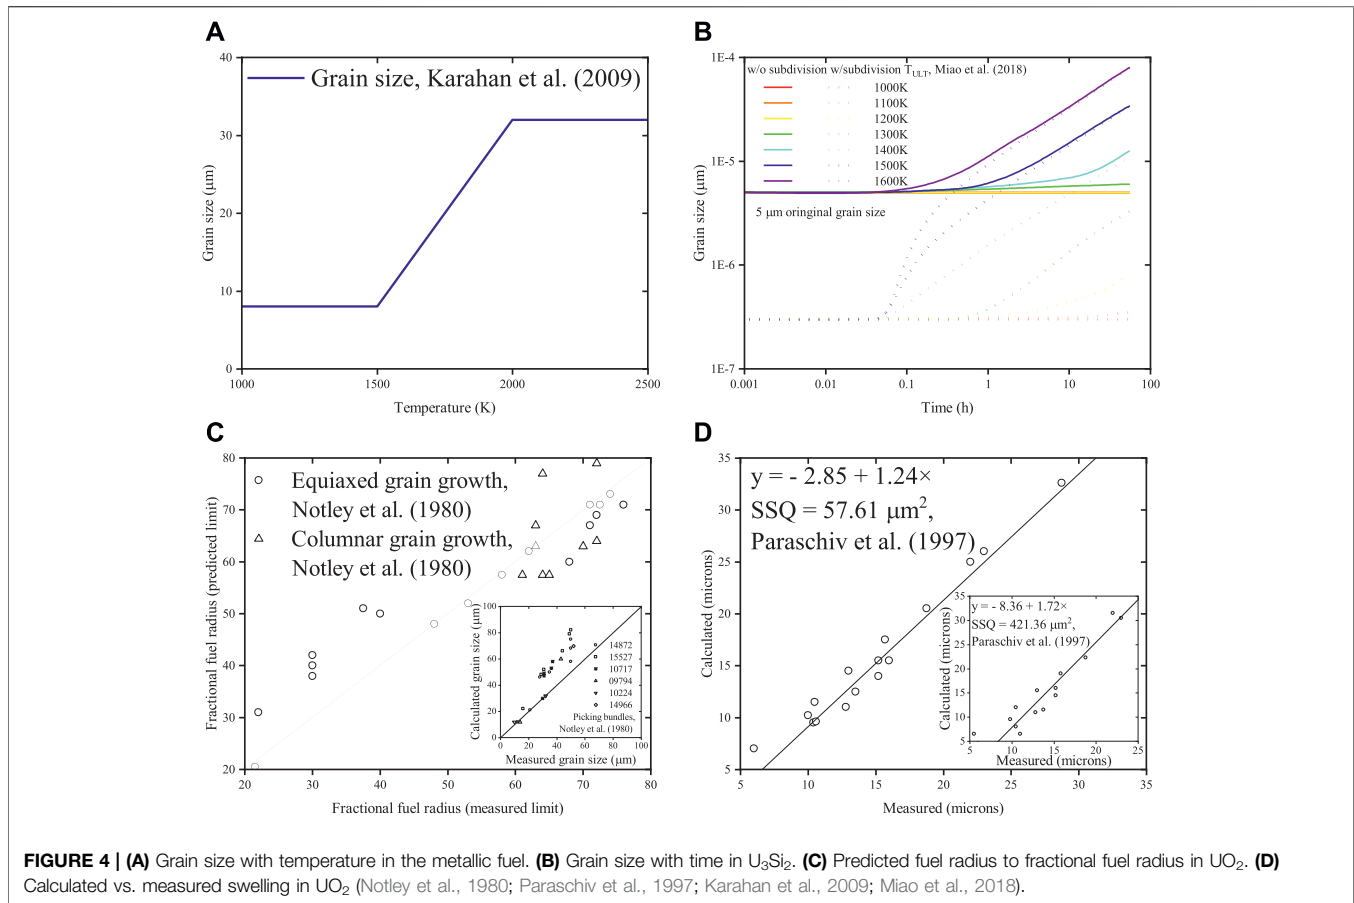 A
40
30
20
10
0
Grain size (µm)
Grain size, Karahan et al. (2009)
1000
1500
2000
2500
Temperature (K)
B
1E-4
1E-5
1E-6
1E-7
Grain size (µm)
w/o subdivision w/subdivision T_ULT, Miao et al. (2018)
1000K
1100K
1200K
1300K
1400K
1500K
1600K
5 µm oringinal grain size
0.001
0.01
0.1
1
10
100
Time (h)
C
80
70
60
50
40
30
20
Fractional fuel radius (predicted limit)
Equiaxed grain growth,
Notley et al. (1980)
Columnar grain growth,
Notley et al. (1980)
100
80
60
40
20
0
Calculated grain size (µm)
14872
15527
10717
09794
10224
14966
Picking bundles,
Notley et al. (1980)
0
20
40
60
80
100
Measured grain size (µm)
20
30
40
50
60
70
80
Fractional fuel radius (measured limit)
D
35
30
25
20
15
10
5
Calculated (microns)
y = - 2.85 + 1.24×
SSQ = 57.61 µm²,
Paraschiv et al. (1997)
35
30
25
20
15
10
5
Calculated (microns)
y= - 8.36 + 1.72×
SSQ = 421.36 µm²,
Paraschiv et al. (1997)
5
10
15
20
25
Measured (microns)
5
10
15
20
25
30
35
Measured (microns)
FIGURE 4 | (A) Grain size with temperature in the metallic fuel. (B) Grain size with time in U₃Si₂. (C) Predicted fuel radius to fractional fuel radius in UO₂. (D)
Calculated vs. measured swelling in UO₂ (Notley et al., 1980; Paraschiv et al., 1997; Karahan et al., 2009; Miao et al., 2018).